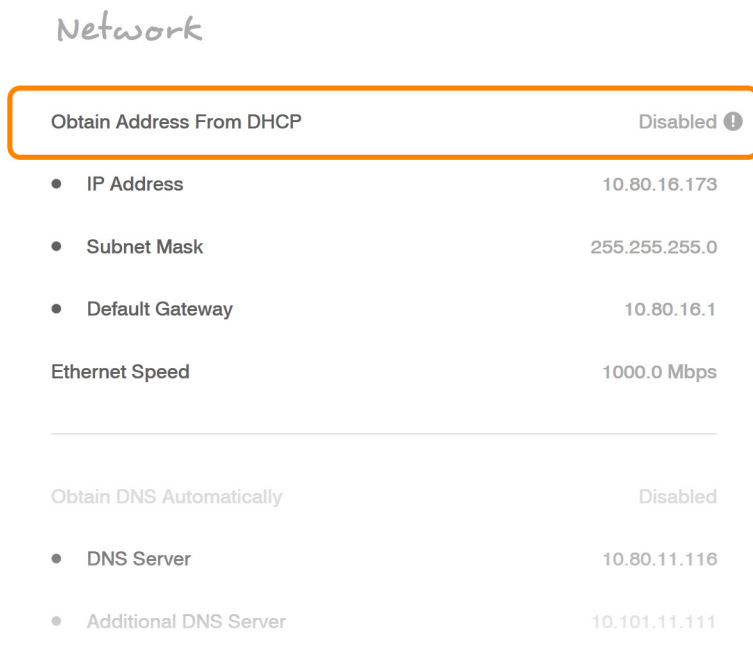 Network
Obtain Address From DHCP Disabled
IP Address 10.80.16.173
Subnet Mask 255.255.255.0
Default Gateway 10.80.16.1
Ethernet Speed 1000.0 Mbps
Obtain DNS Automatically Disabled
DNS Server 10.80.11.116
Additional DNS Server 10.101.11.111